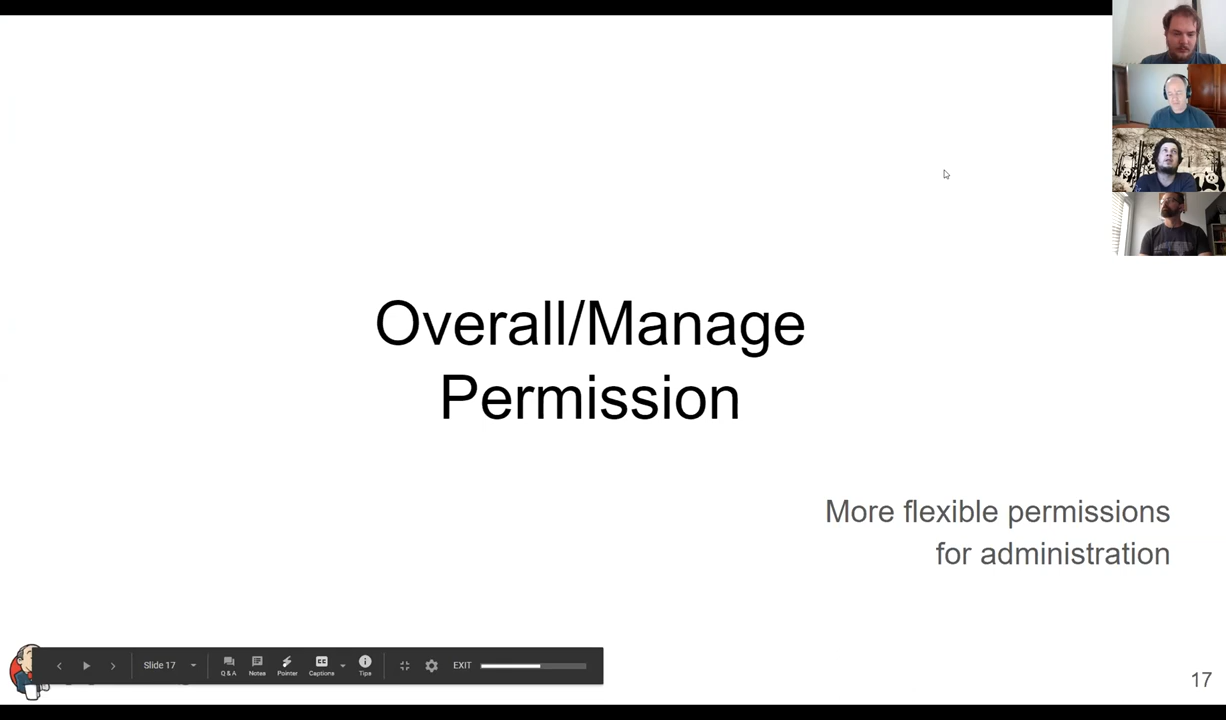 Overall/Manage
Permission
More flexible permissions
for administration
Slide 17
Q & A
Notes
Pointer
Captions
Tips
EXIT
17